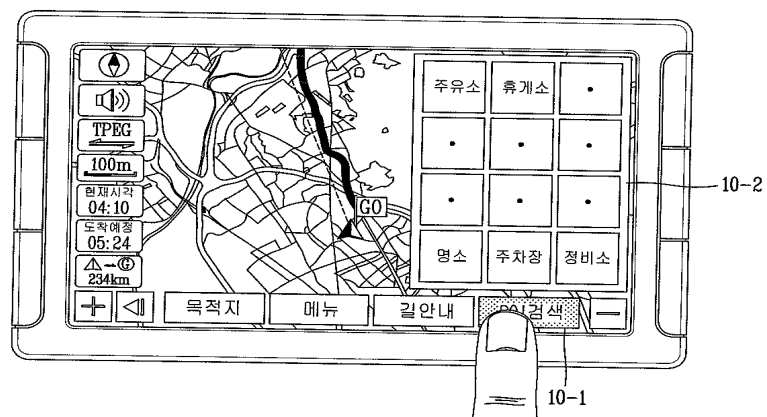 TPEG
100m
현재시각
04:10
도착예정
05:24
G
234km
GO
주유소 휴게소
명소 주차장 정비소
목적지 메뉴 길안내 검색
10-2
10-1